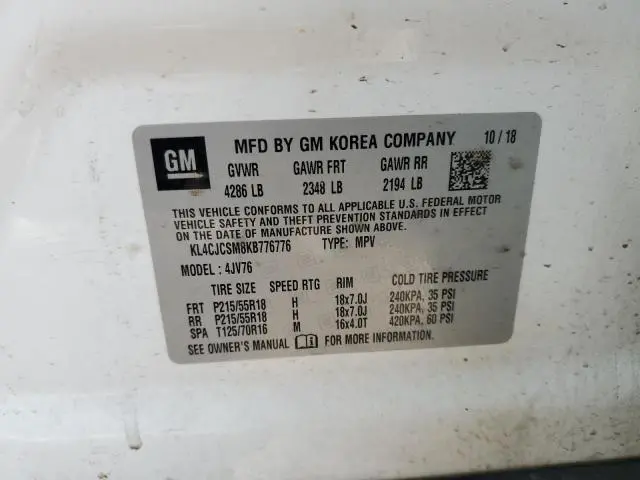 GM
MFD BY GM KOREA COMPANY 10 / 18
GVWR GAWR FRT GAWR RR
4286 LB 2348 LB 2194 LB
THIS VEHICLE CONFORMS TO ALL APPLICABLE U.S. FEDERAL MOTOR
VEHICLE SAFETY AND THEFT PREVENTION STANDARDS IN EFFECT
ON THE DATE OF MANUFACTURE SHOWN ABOVE.
KL4CJCSM8KB776776 TYPE: MPV
MODEL : 4JV76
TIRE SIZE SPEED RTG RIM COLD TIRE PRESSURE
FRT P215/55R18 H 18x7.0J 240KPA, 35 PSI
RR P215/55R18 H 18x7.0J 240KPA, 35 PSI
SPA T125/70R16 M 16x4.0T 420KPA, 60 PSI
SEE OWNER'S MANUAL